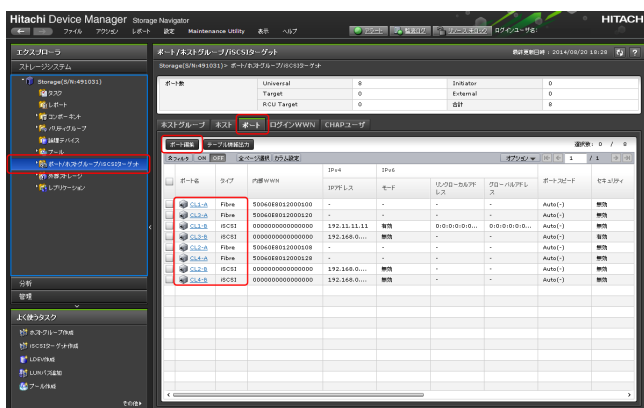 Hitachi Device Manager Storage Navigator
HITACHI
ファイル アクション レポート 設定 Maintenance Utility 表示 ヘルプ
ログインユーザ名:
エクスプローラ
ストレージシステム
Storage(S/N:491031)
タスク
レポート
コンポーネント
パリティグループ
論理デバイス
プール
ポート/ホストグループ/iSCSIターゲット
外部ストレージ
レプリケーション
分析
管理
よく使うタスク
ホストグループ作成
iSCSIターゲット作成
LDEV作成
LUNパス追加
プール作成
その他
ポート/ホストグループ/iSCSIターゲット
最終更新日時 : 2014/08/20 18:28
Storage(S/N:491031)> ポート/ホストグループ/iSCSIターゲット
ポート数 Universal 8 Initiator 0
Target 0 External 0
RCU Target 0 合計 8
ホストグループ ホスト ポート ログインWWN CHAPユーザ
ポート編集 テーブル情報出力
選択数: 0 / 8
フィルタ ON OFF 全ページ選択 カラム設定 オプション 1 / 1
ポート名 タイプ 内部WWN IPv4 IPv6 ポートスピード セキュリティ
IPアドレス モード リンクローカルアドレス グローバルアドレス
CL1-A Fibre 50060E8012000100 - - - - Auto(-) 無効
CL3-A Fibre 50060E8012000120 - - - - Auto(-) 無効
CL1-B iSCSI 0000000000000000 192.11.11.11 有効 0:0:0:0:0:0... 0:0:0:0:0:0... Auto(-) 無効
CL3-B iSCSI 0000000000000000 192.168.0.... 無効 - - Auto(-) 有効
CL2-A Fibre 50060E8012000108 - - - - Auto(-) 無効
CL4-A Fibre 50060E8012000128 - - - - Auto(-) 無効
CL2-B iSCSI 0000000000000000 192.168.0.... 無効 - - Auto(-) 無効
CL4-B iSCSI 0000000000000000 192.168.0.... 無効 - - Auto(-) 無効